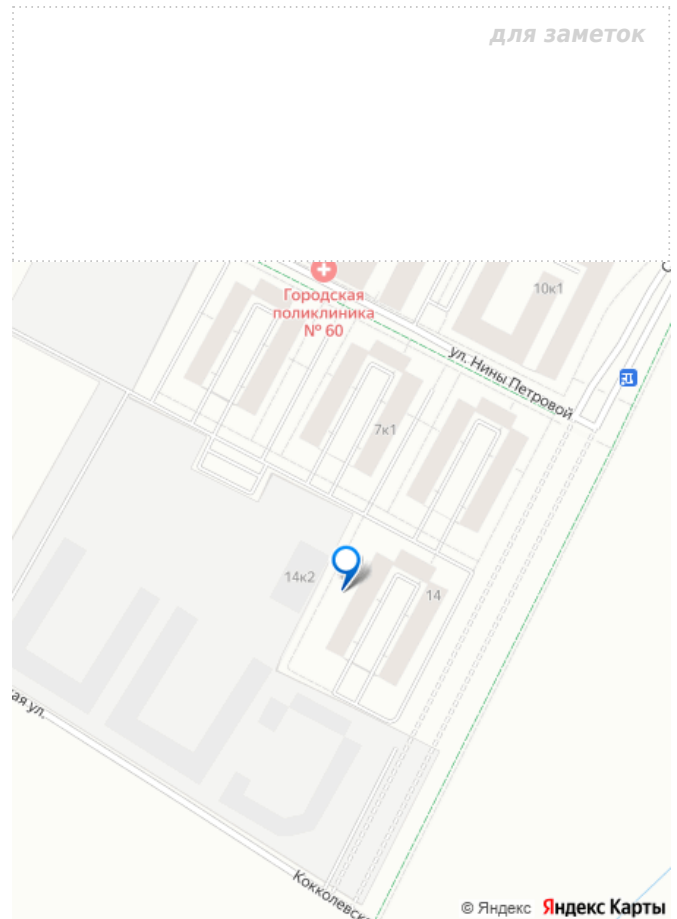 для заметок
10к1
Городская
поликлиника
№ 60
ул. Нины Петровой
7к1
14к2
14
ая ул.
Кокколевск
© Яндекс Яндекс Карты